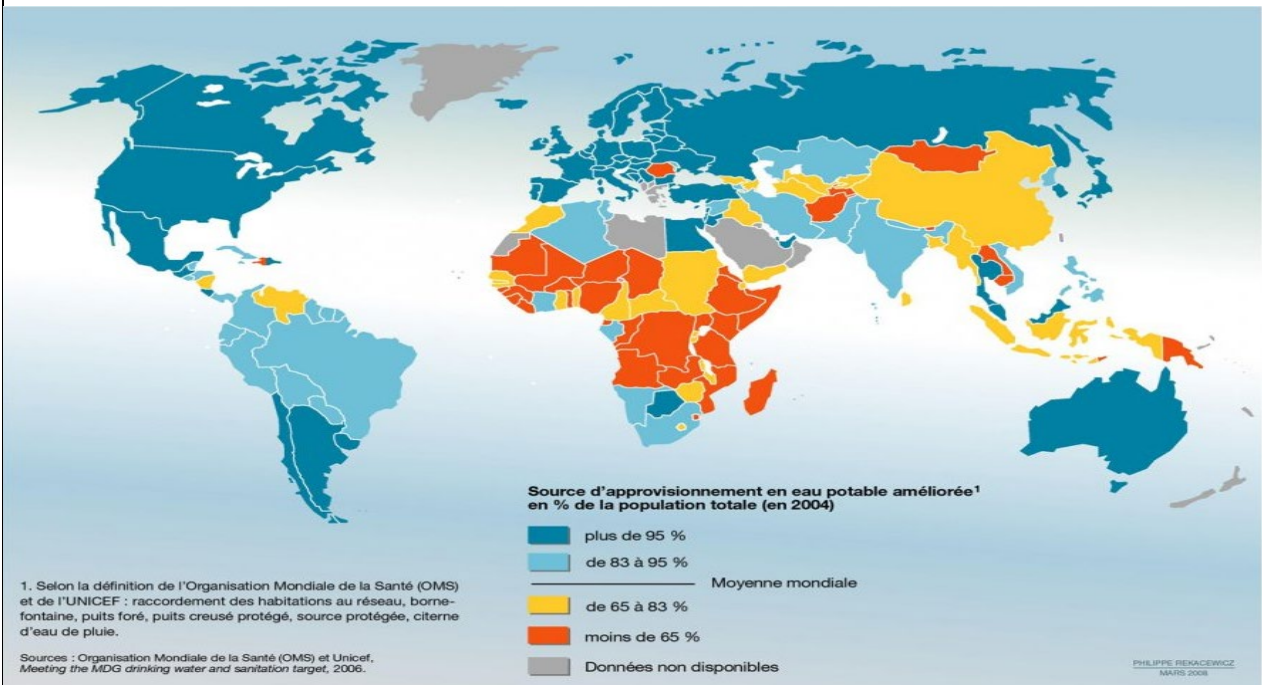 Source d'approvisionnement en eau potable améliorée¹
en % de la population totale (en 2004)
plus de 95 %
de 83 à 95 %
Moyenne mondiale
de 65 à 83 %
moins de 65 %
Données non disponibles
1. Selon la définition de l'Organisation Mondiale de la Santé (OMS)
et de l'UNICEF : raccordement des habitations au réseau, borne-
fontaine, puits foré, puits creusé protégé, source protégée, citerne
d'eau de pluie.
Sources : Organisation Mondiale de la Santé (OMS) et Unicef,
Meeting the MDG drinking water and sanitation target, 2006.
PHILIPPE REKACEWICZ
MARS 2008